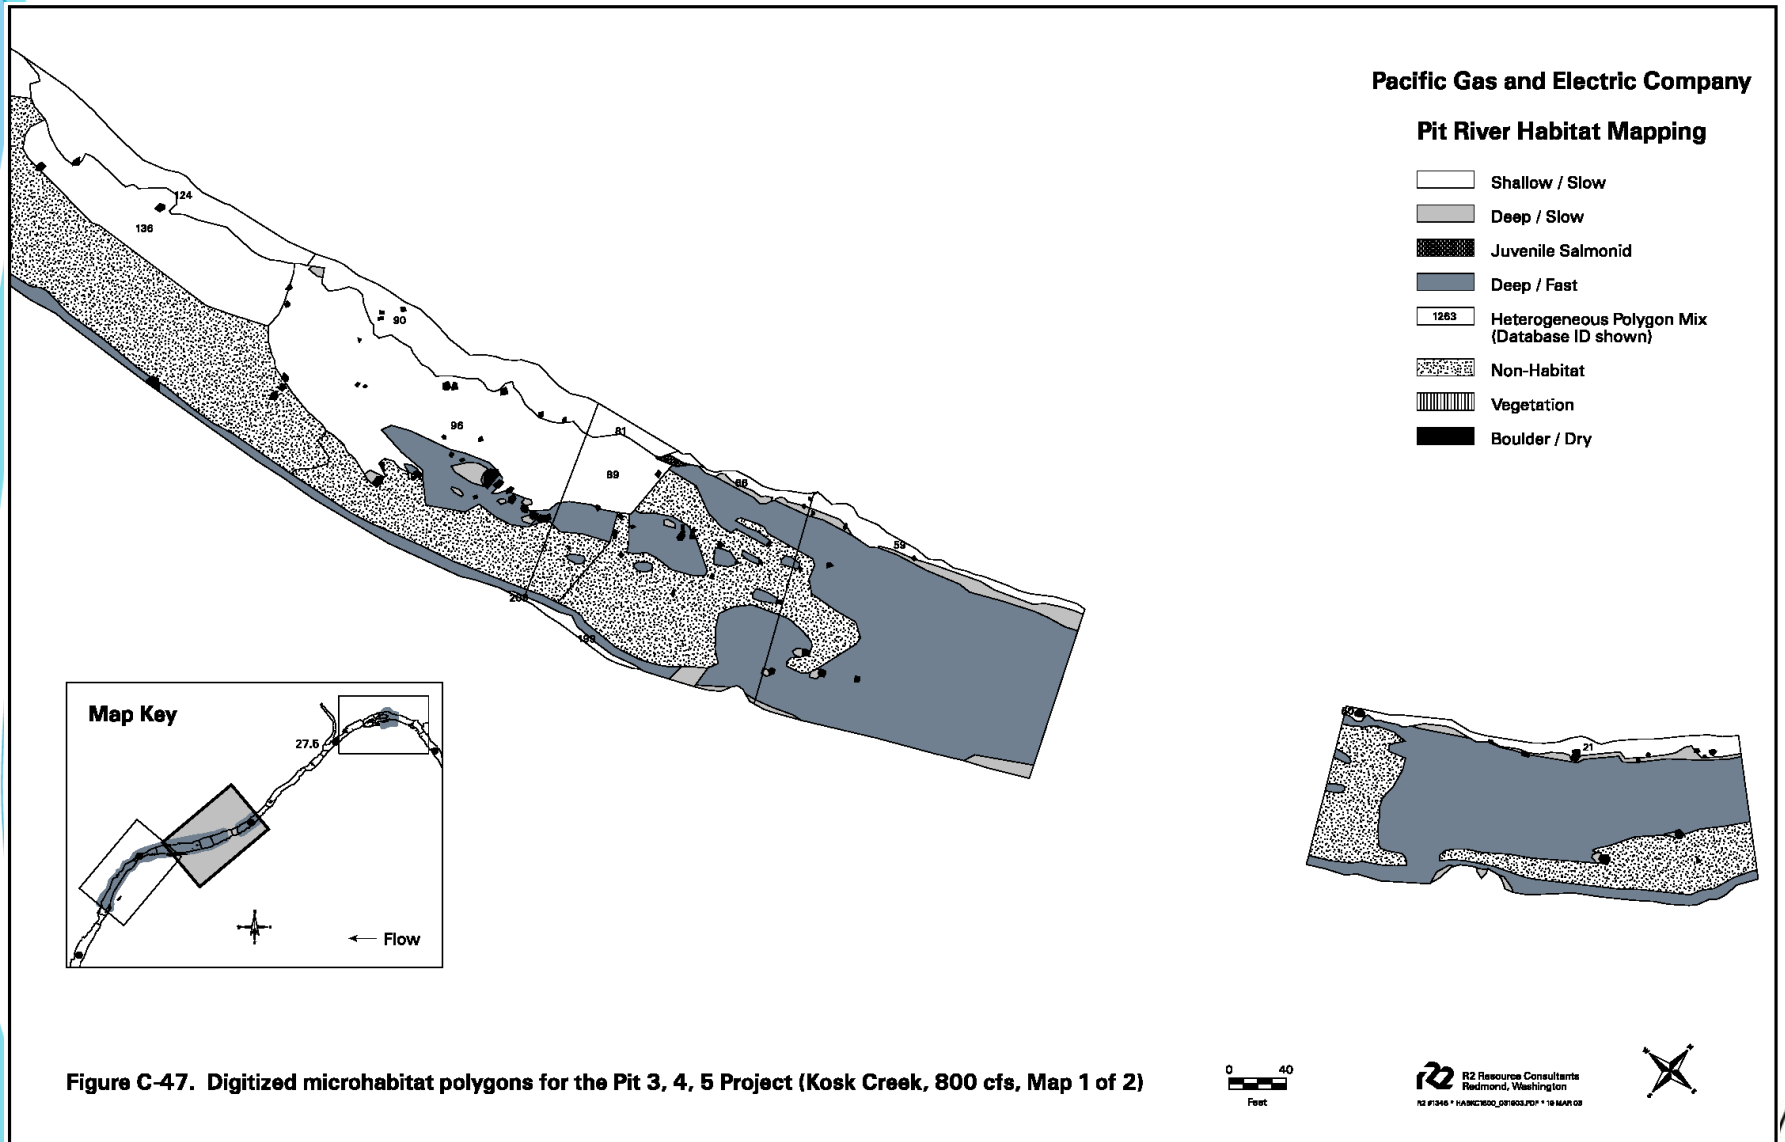 Pacific Gas and Electric Company
Pit River Habitat Mapping
Shallow / Slow
Deep / Slow
Juvenile Salmonid
Deep / Fast
1263
Heterogeneous Polygon Mix
(Database ID shown)
Non-Habitat
Vegetation
Boulder / Dry
124
136
90
96
81
89
66
59
199
21
Map Key
27.5
Flow
Figure C-47. Digitized microhabitat polygons for the Pit 3, 4, 5 Project (Kosk Creek, 800 cfs, Map 1 of 2)
0 40
Feet
R2
R2 Resource Consultants
Redmond, Washington